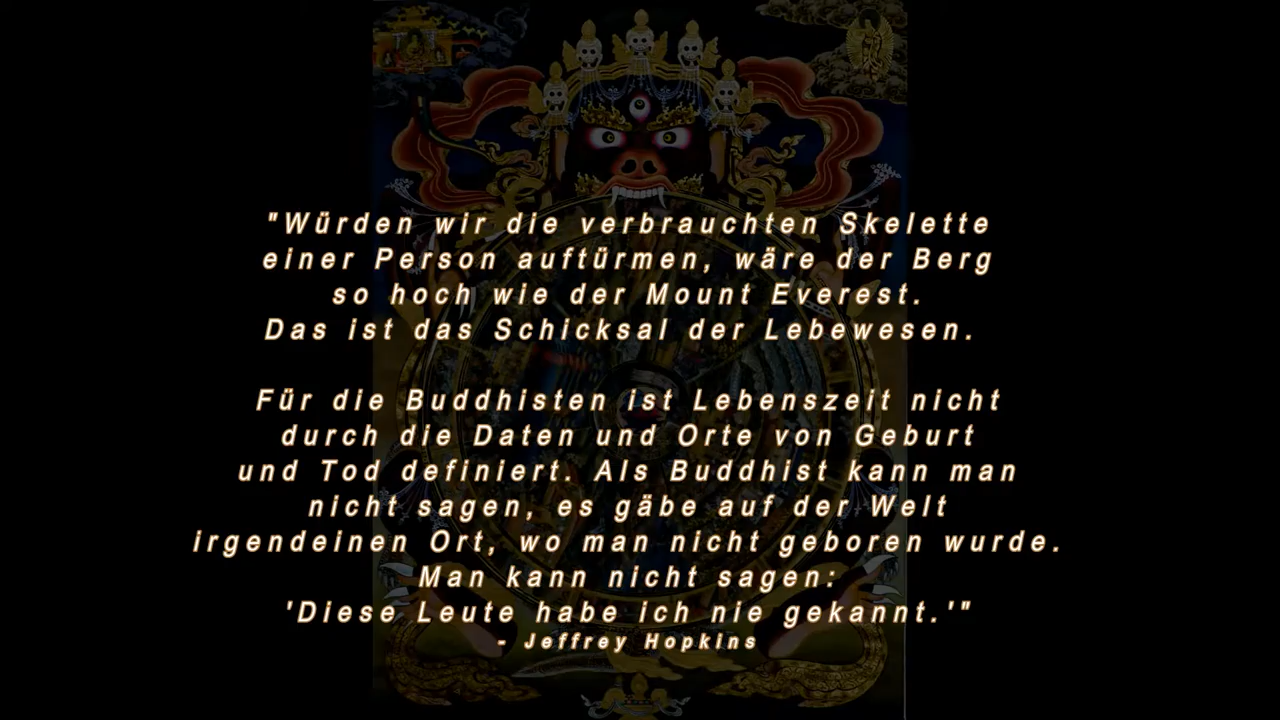 "Würden wir die verbrauchten Skelette
einer Person auftürmen, wäre der Berg
so hoch wie der Mount Everest.
Das ist das Schicksal der Lebewesen.
Für die Buddhisten ist Lebenszeit nicht
durch die Daten und Orte von Geburt
und Tod definiert. Als Buddhist kann man
nicht sagen, es gäbe auf der Welt
irgendeinen Ort, wo man nicht geboren wurde.
Man kann nicht sagen:
'Diese Leute habe ich nie gekannt.'"
- Jeffrey Hopkins